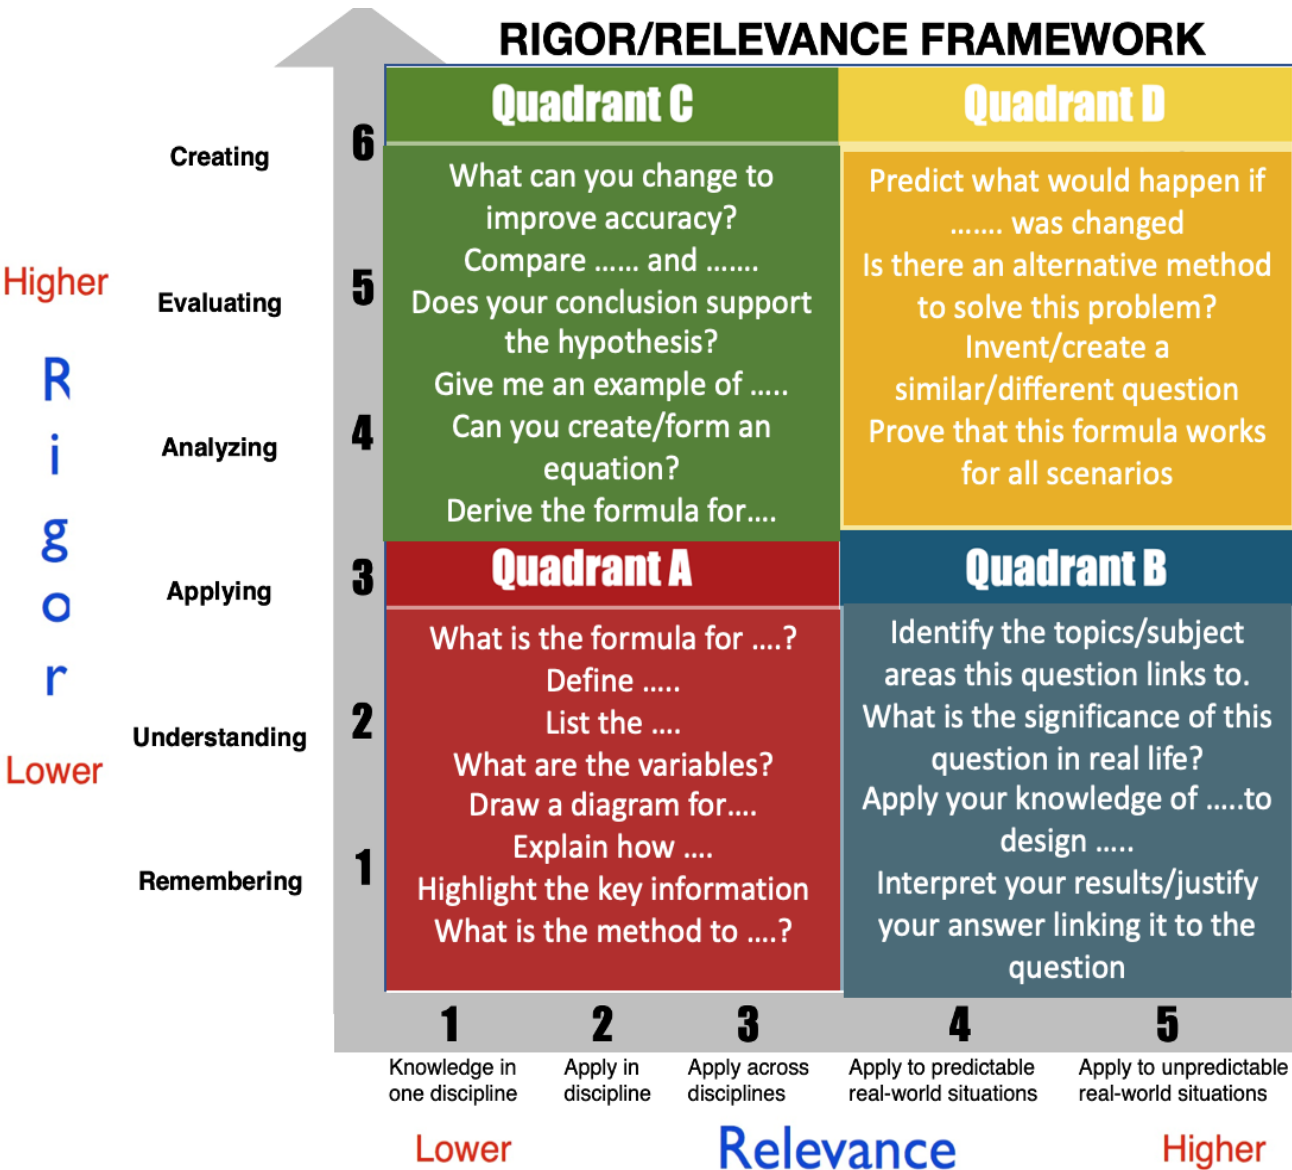 RIGOR/RELEVANCE FRAMEWORK
Quadrant C
What can you change to
improve accuracy?
Compare ...... and .......
Does your conclusion support
the hypothesis?
Give me an example of .....
Can you create/form an
equation?
Derive the formula for....
Quadrant D
Predict what would happen if
....... was changed
Is there an alternative method
to solve this problem?
Invent/create a
similar/different question
Prove that this formula works
for all scenarios
Quadrant A
What is the formula for ....?
Define .....
List the ....
What are the variables?
Draw a diagram for....
Explain how ....
Highlight the key information
What is the method to ....?
Quadrant B
Identify the topics/subject
areas this question links to.
What is the significance of this
question in real life?
Apply your knowledge of .....to
design .....
Interpret your results/justify
your answer linking it to the
question
Higher
Rigor
Lower
Creating 6
Evaluating 5
Analyzing 4
Applying 3
Understanding 2
Remembering 1
1 2 3 4 5
Knowledge in
one discipline
Apply in
discipline
Apply across
disciplines
Apply to predictable
real-world situations
Apply to unpredictable
real-world situations
Lower Relevance Higher